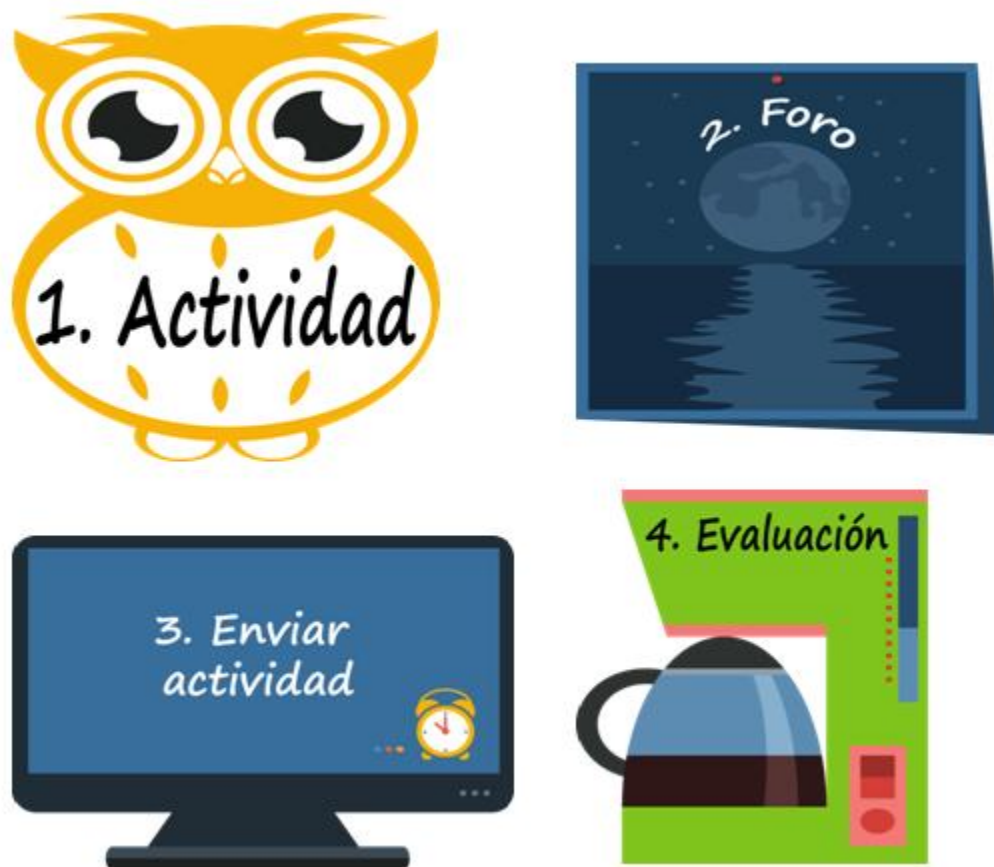 1. Actividad
2. Foro
3. Enviar
actividad
4. Evaluación